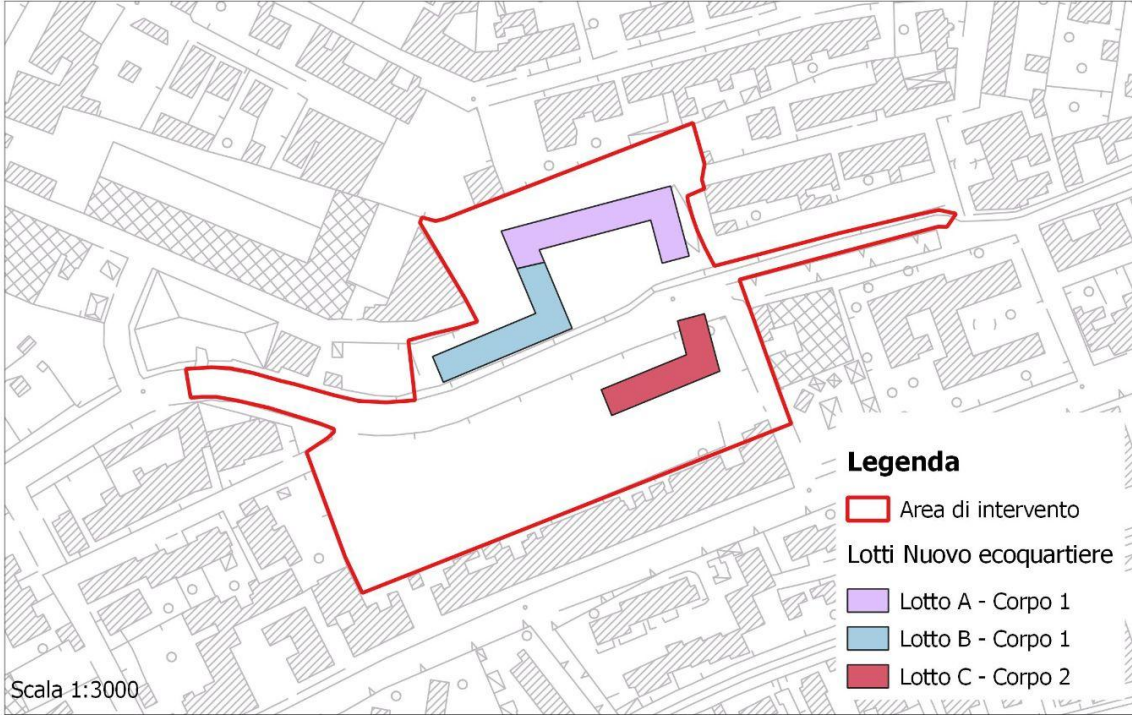 Legenda
Area di intervento
Lotti Nuovo ecoquartiere
Lotto A - Corpo 1
Lotto B - Corpo 1
Lotto C - Corpo 2
Scala 1:3000